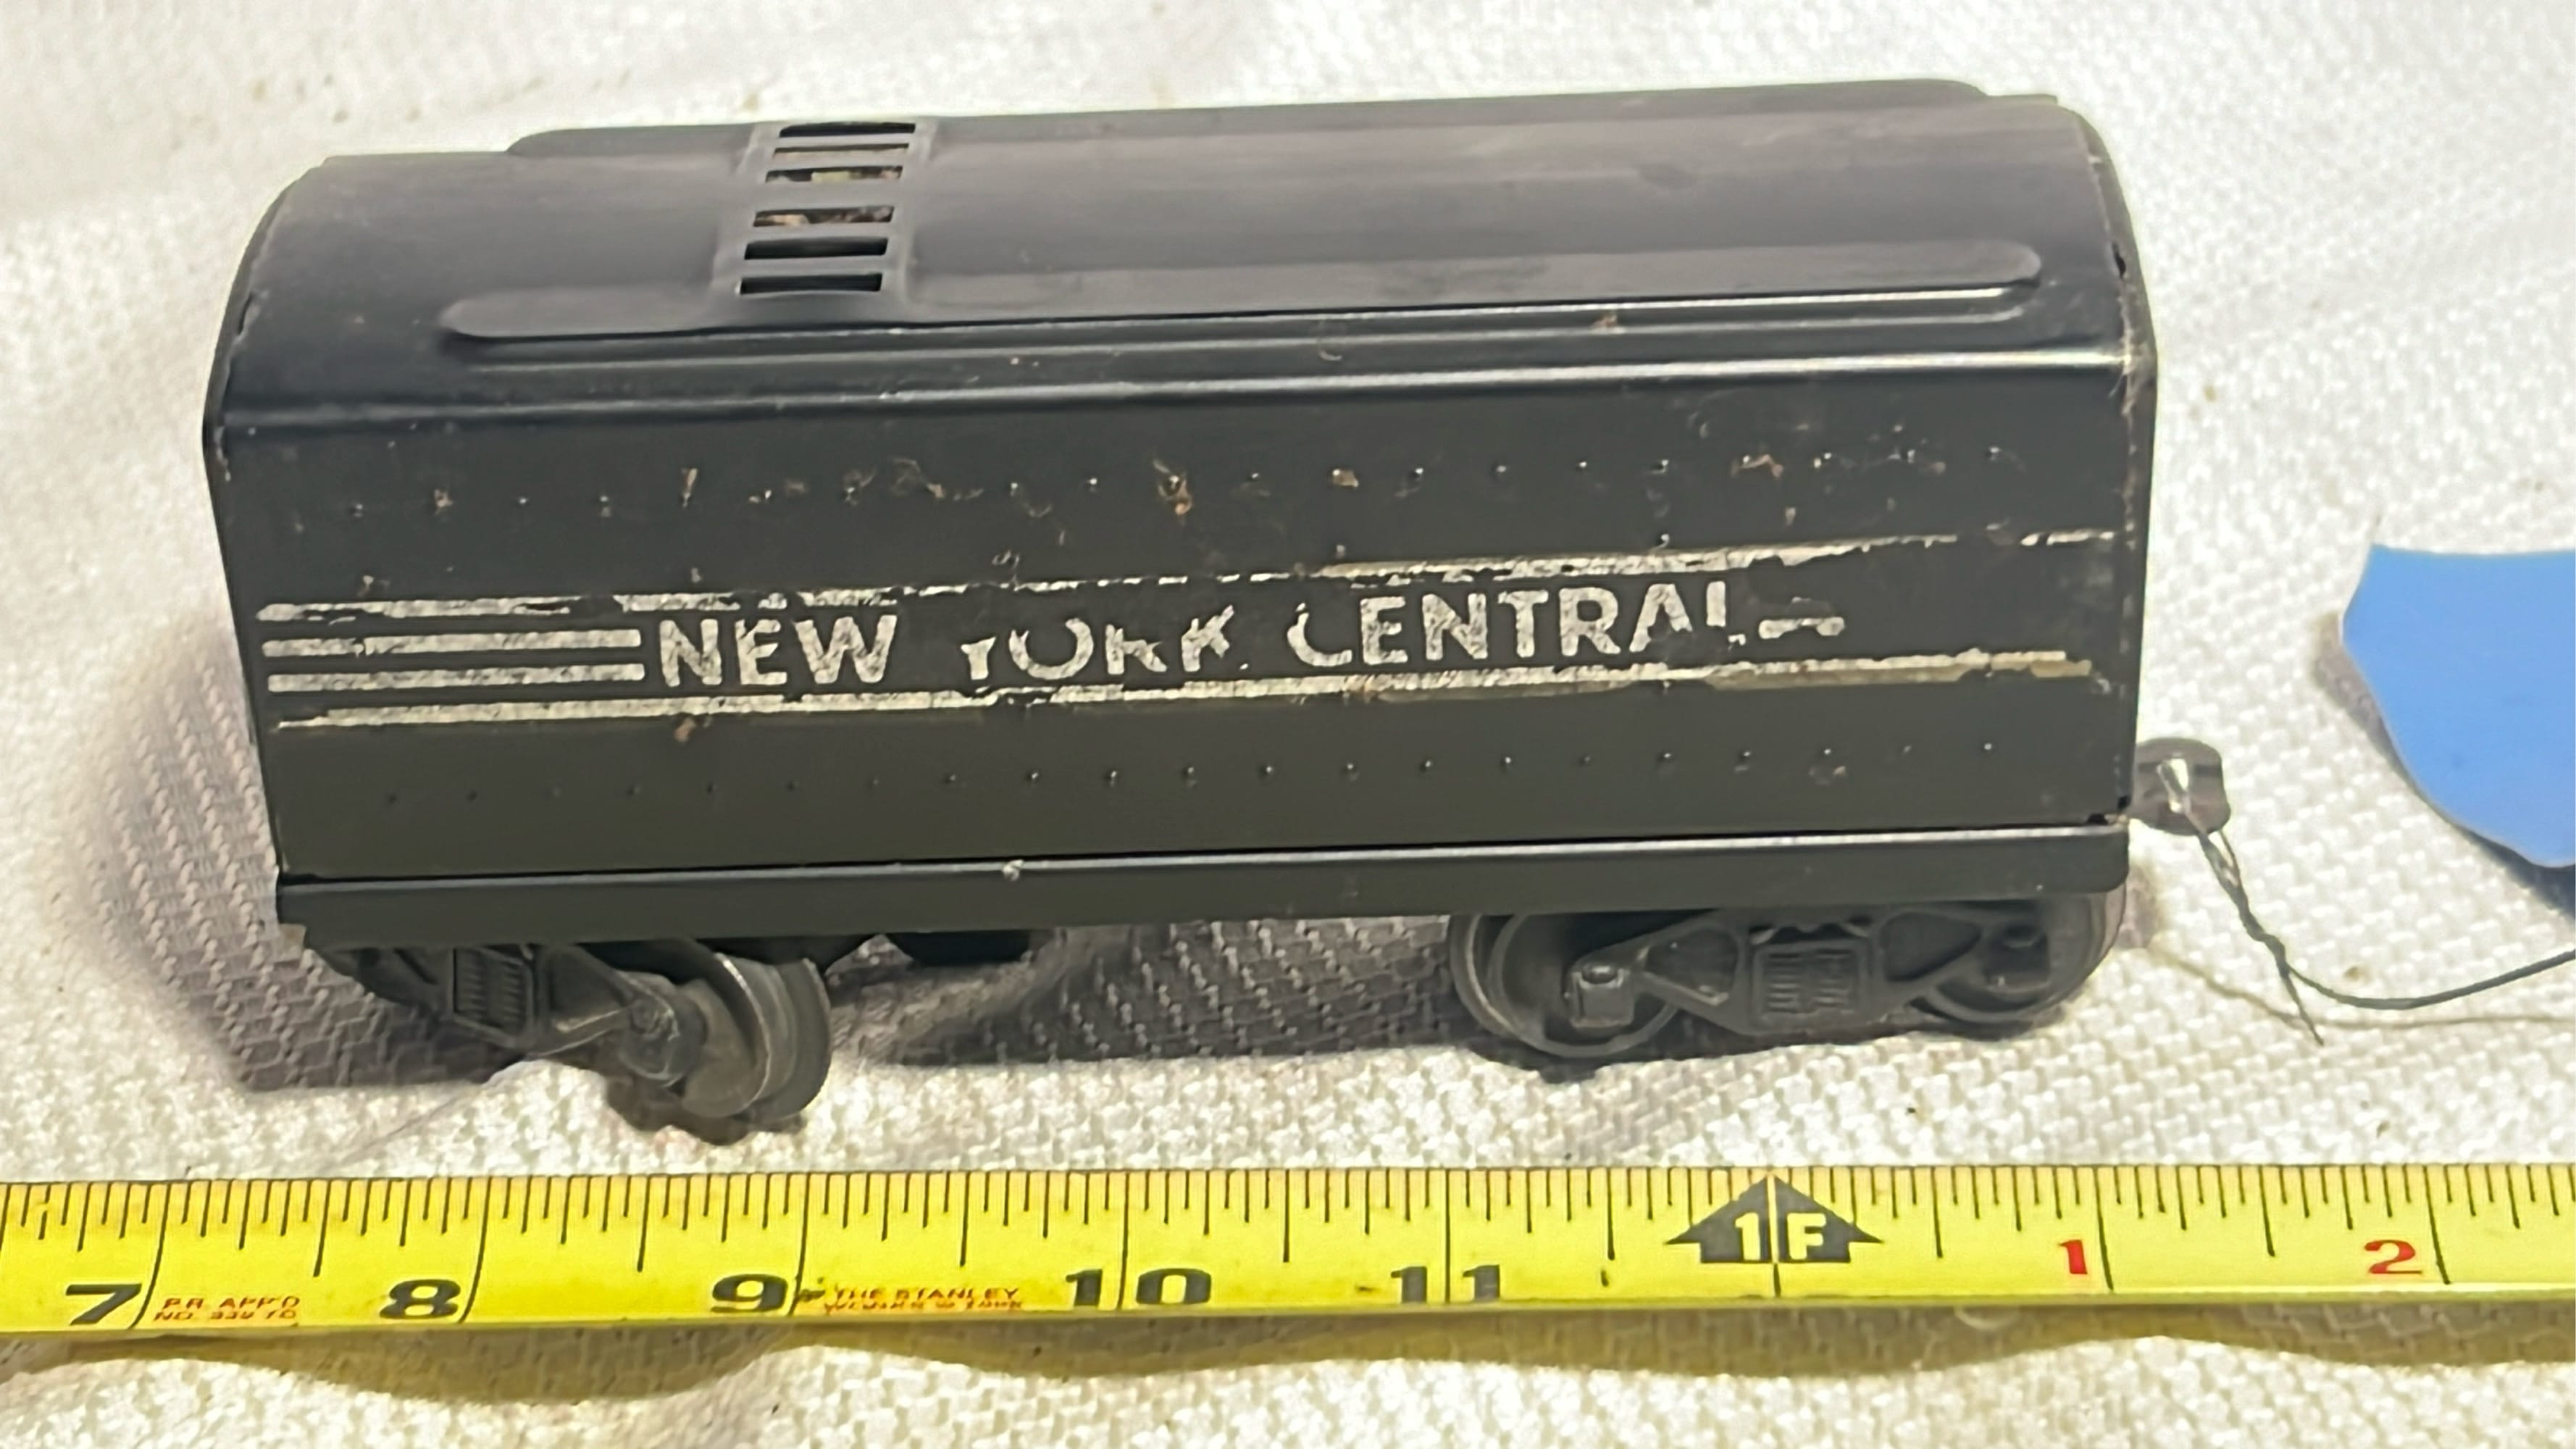 NEW YORK CENTRAL
7 8 9 10 11 1F 1 2
THE STANLEY